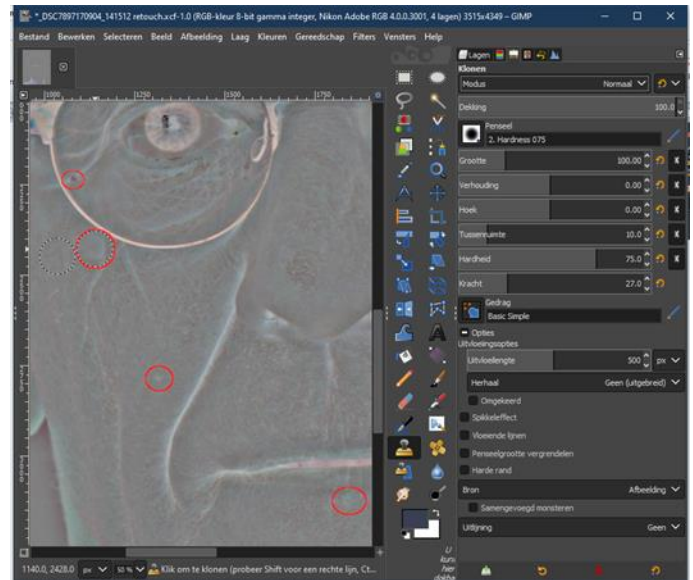 *_DSC7897170904_141512 retouch.xcf-1.0 (RGB-kleur 8-bit gamma integer, Nikon Adobe RGB 4.0.0.3001, 4 lagen) 3515x4349 – GIMP
Bestand Bewerken Selecteren Beeld Afbeelding Laag Kleuren Gereedschap Filters Vensters Help
Lagen
Klonen
Modus Normaal
Dekking 100.0
Penseel
2. Hardness 075
Grootte 100.00
Verhouding 0.00
Hoek 0.00
Tussenruimte 10.0
Hardheid 75.0
Kracht 27.0
Gedrag
Basic Simple
Opties
Uitvloeiingsopties
Uitvloeilengte 500 px
Herhaal Geen (uitgebreid)
Omgekeerd
Spikkeleffect
Vloeiende lijnen
Penseelgrootte vergrendelen
Harde rand
Bron Afbeelding
Samengevoegd monsteren
Uitlijning Geen
1000 1250 1500 1750
U
kunt
hier
1140.0, 2428.0 px 50 % Klik om te klonen (probeer Shift voor een rechte lijn, Ct...